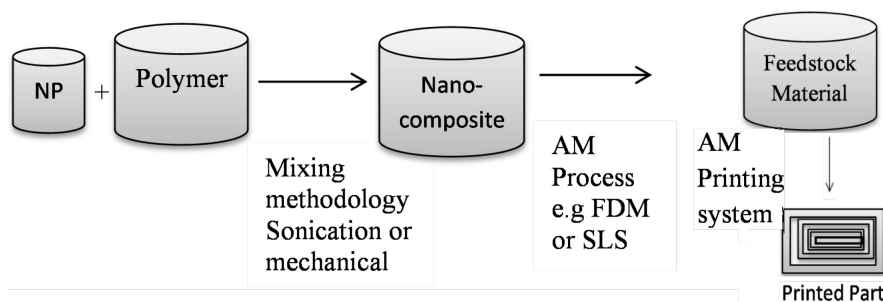 NP
+
Polymer
Nano-
composite
Feedstock
Material
Mixing
methodology
Sonication or
mechanical
AM
Process
e.g FDM
or SLS
AM
Printing
system
Printed Part